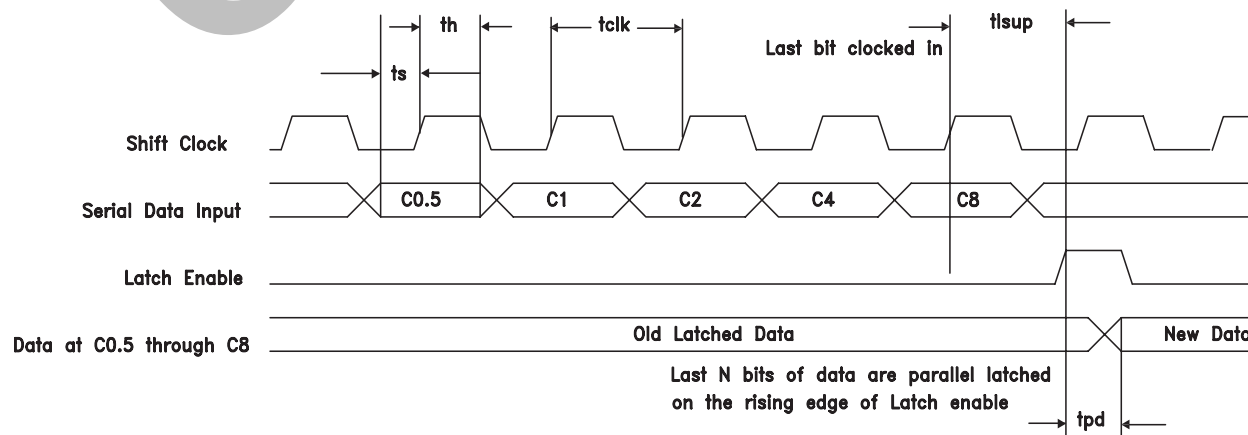 th
tclk
tlsup
Last bit clocked in
ts
Shift Clock
Serial Data Input
C0.5
C1
C2
C4
C8
Latch Enable
Data at C0.5 through C8
Old Latched Data
New Data
Last N bits of data are parallel latched
on the rising edge of Latch enable
tpd